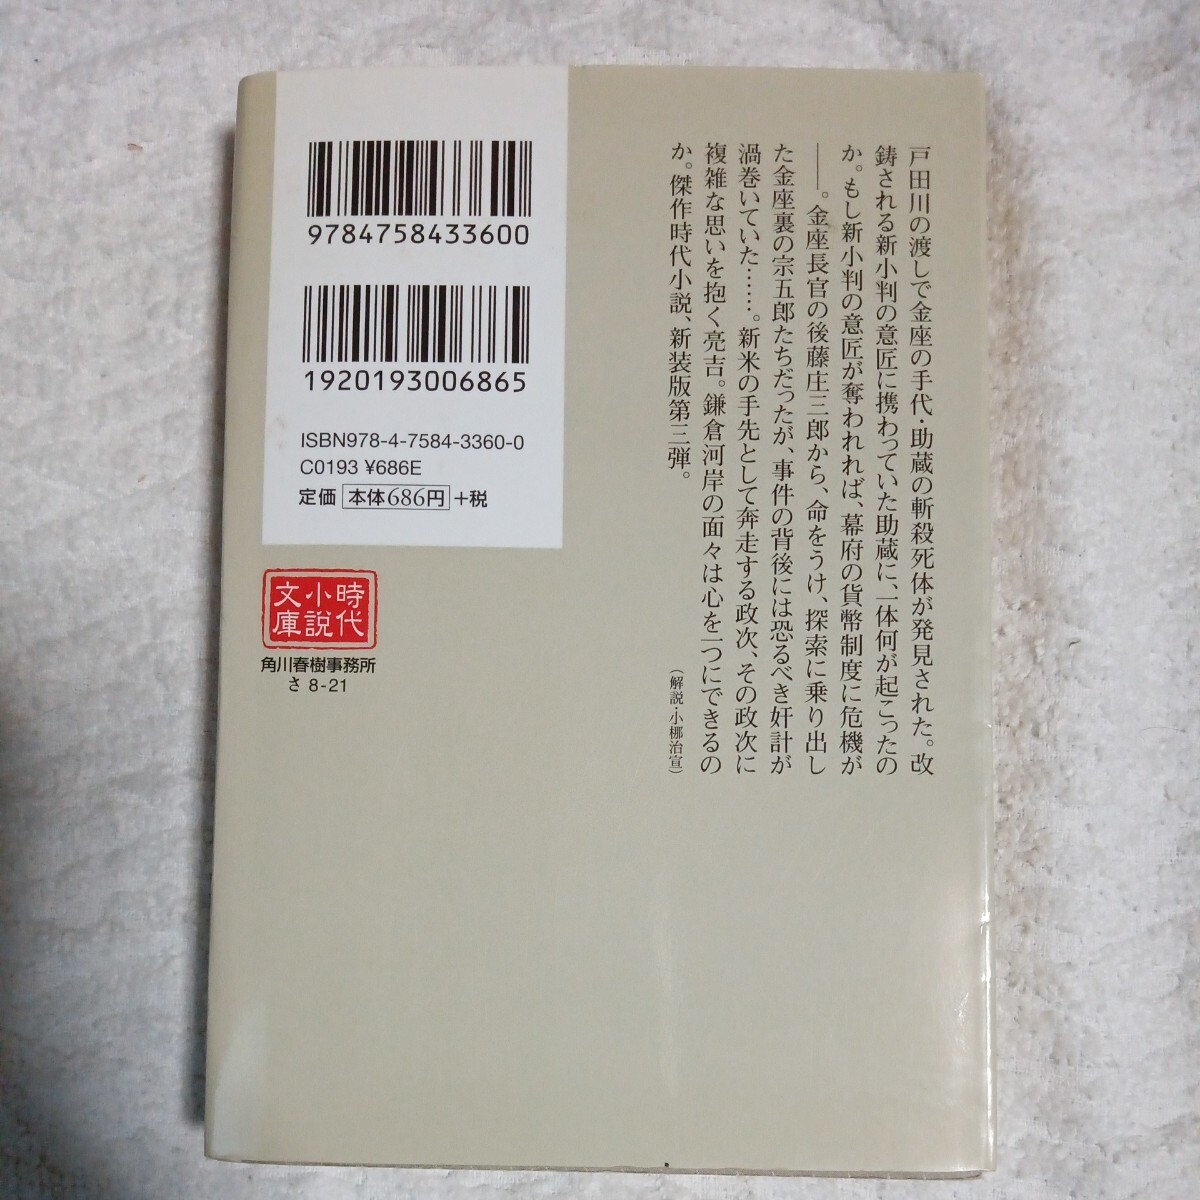 戸田川の渡しで金座の手代・助蔵の斬殺死体が発見された。改
鋳される新小判の意匠に携わっていた助蔵に、一体何が起こったの
か。もし新小判の意匠が奪われれば、幕府の貨幣制度に危機が
――。金座長官の後藤庄三郎から、命をうけ、探索に乗り出し
た金座裏の宗五郎たちだったが、事件の背後には恐るべき奸計が
渦巻いていた……。新米の手先として奔走する政次、その政次に
複雑な思いを抱く亮吉。鎌倉河岸の面々は心を一つにできるの
か。傑作時代小説、新装版第三弾。
（解説・小梛治宣）
9784758433600
1920193006865
ISBN978-4-7584-3360-0
C0193 ¥686E
定価 本体686円 +税
時代
小説
文庫
角川春樹事務所
さ 8-21